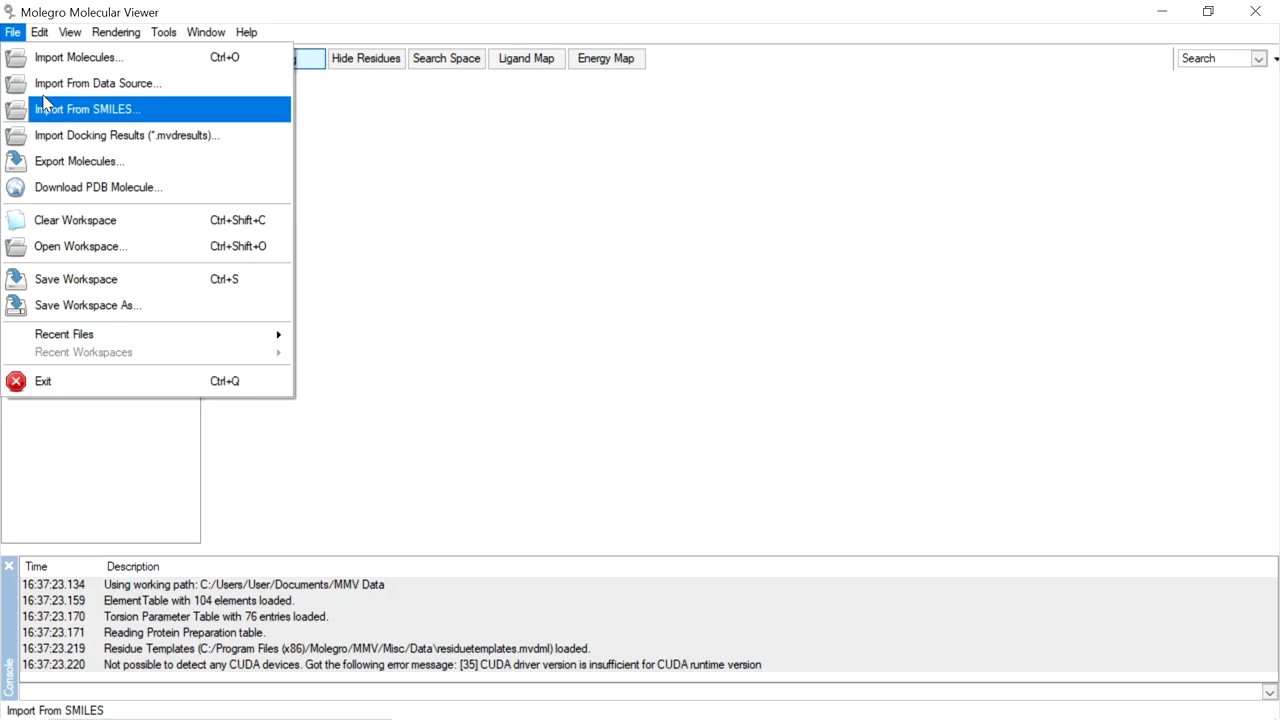 Molegro Molecular Viewer
File Edit View Rendering Tools Window Help
Hide Residues Search Space Ligand Map Energy Map Search
Import Molecules... Ctrl+O
Import From Data Source...
Import From SMILES...
Import Docking Results (*.mvdresults)...
Export Molecules...
Download PDB Molecule...
Clear Workspace Ctrl+Shift+C
Open Workspace... Ctrl+Shift+O
Save Workspace Ctrl+S
Save Workspace As...
Recent Files
Recent Workspaces
Exit Ctrl+Q
Time Description
16:37:23.134 Using working path: C:/Users/User/Documents/MMV Data
16:37:23.159 ElementTable with 104 elements loaded.
16:37:23.170 Torsion Parameter Table with 76 entries loaded.
16:37:23.171 Reading Protein Preparation table.
16:37:23.219 Residue Templates (C:/Program Files (x86)/Molegro/MMV/Misc/Data\residuetemplates.mvdml) loaded.
16:37:23.220 Not possible to detect any CUDA devices. Got the following error message: [35] CUDA driver version is insufficient for CUDA runtime version
Console
Import From SMILES